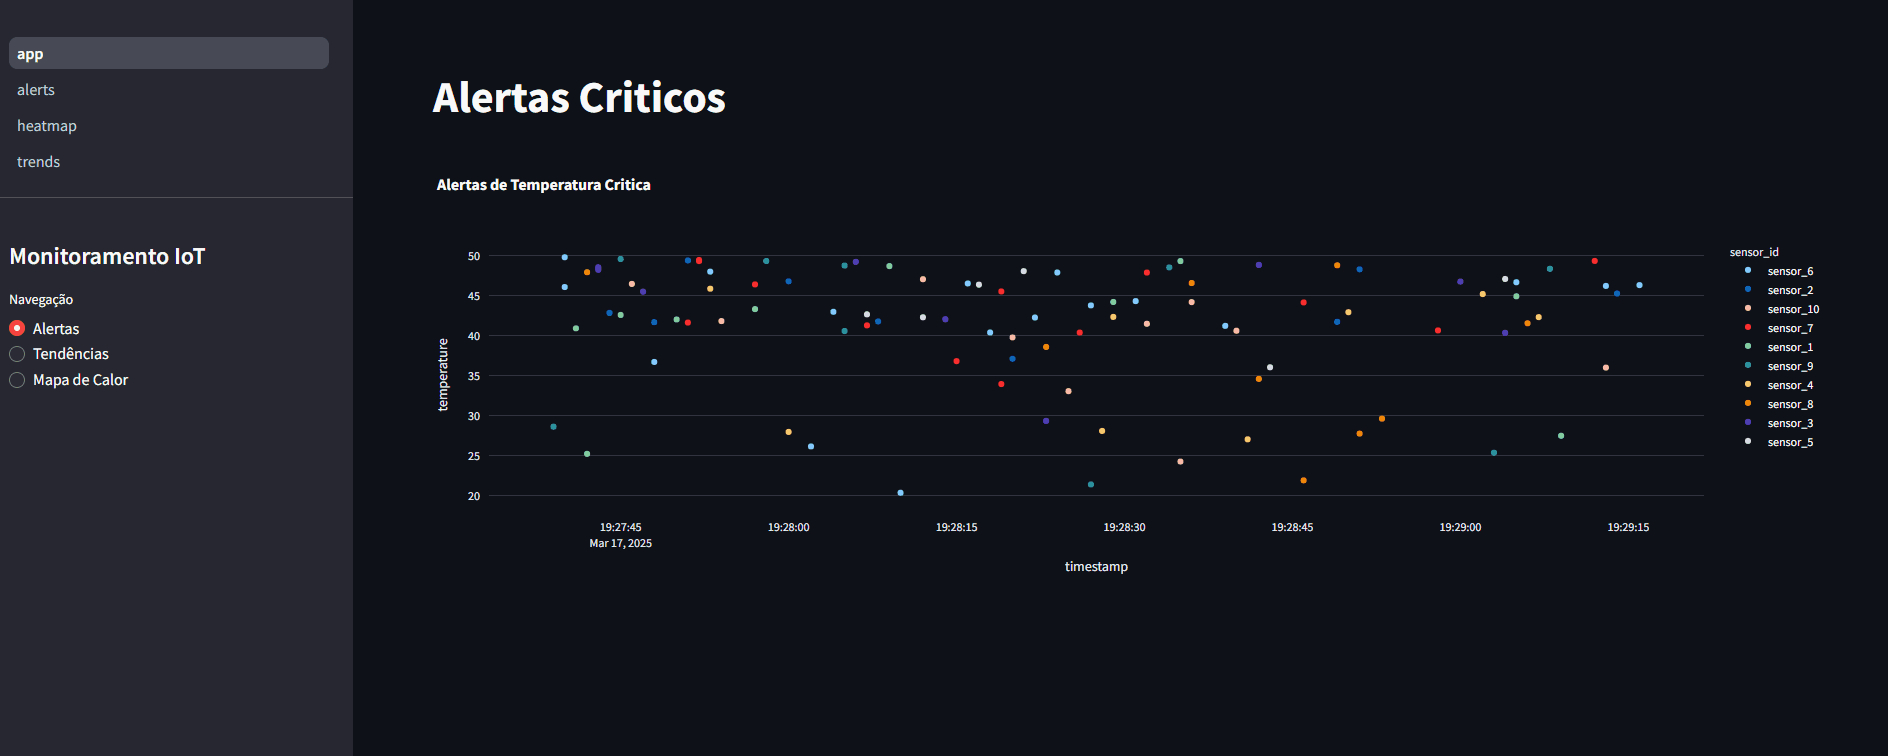 app
alerts
heatmap
trends
Monitoramento IoT
Navegação
Alertas
Tendências
Mapa de Calor
Alertas Criticos
Alertas de Temperatura Critica
temperature
50
45
40
35
30
25
20
19:27:45
Mar 17, 2025
19:28:00
19:28:15
19:28:30
19:28:45
19:29:00
19:29:15
timestamp
sensor_id
sensor_6
sensor_2
sensor_10
sensor_7
sensor_1
sensor_9
sensor_4
sensor_8
sensor_3
sensor_5